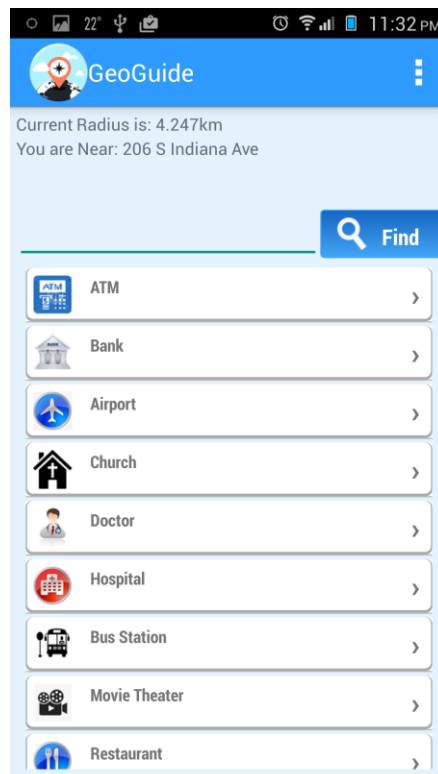 22° 11:32 PM
GeoGuide
Current Radius is: 4.247km
You are Near: 206 S Indiana Ave
Find
ATM
ATM
Bank
Airport
Church
Doctor
Hospital
Bus Station
Movie Theater
Restaurant